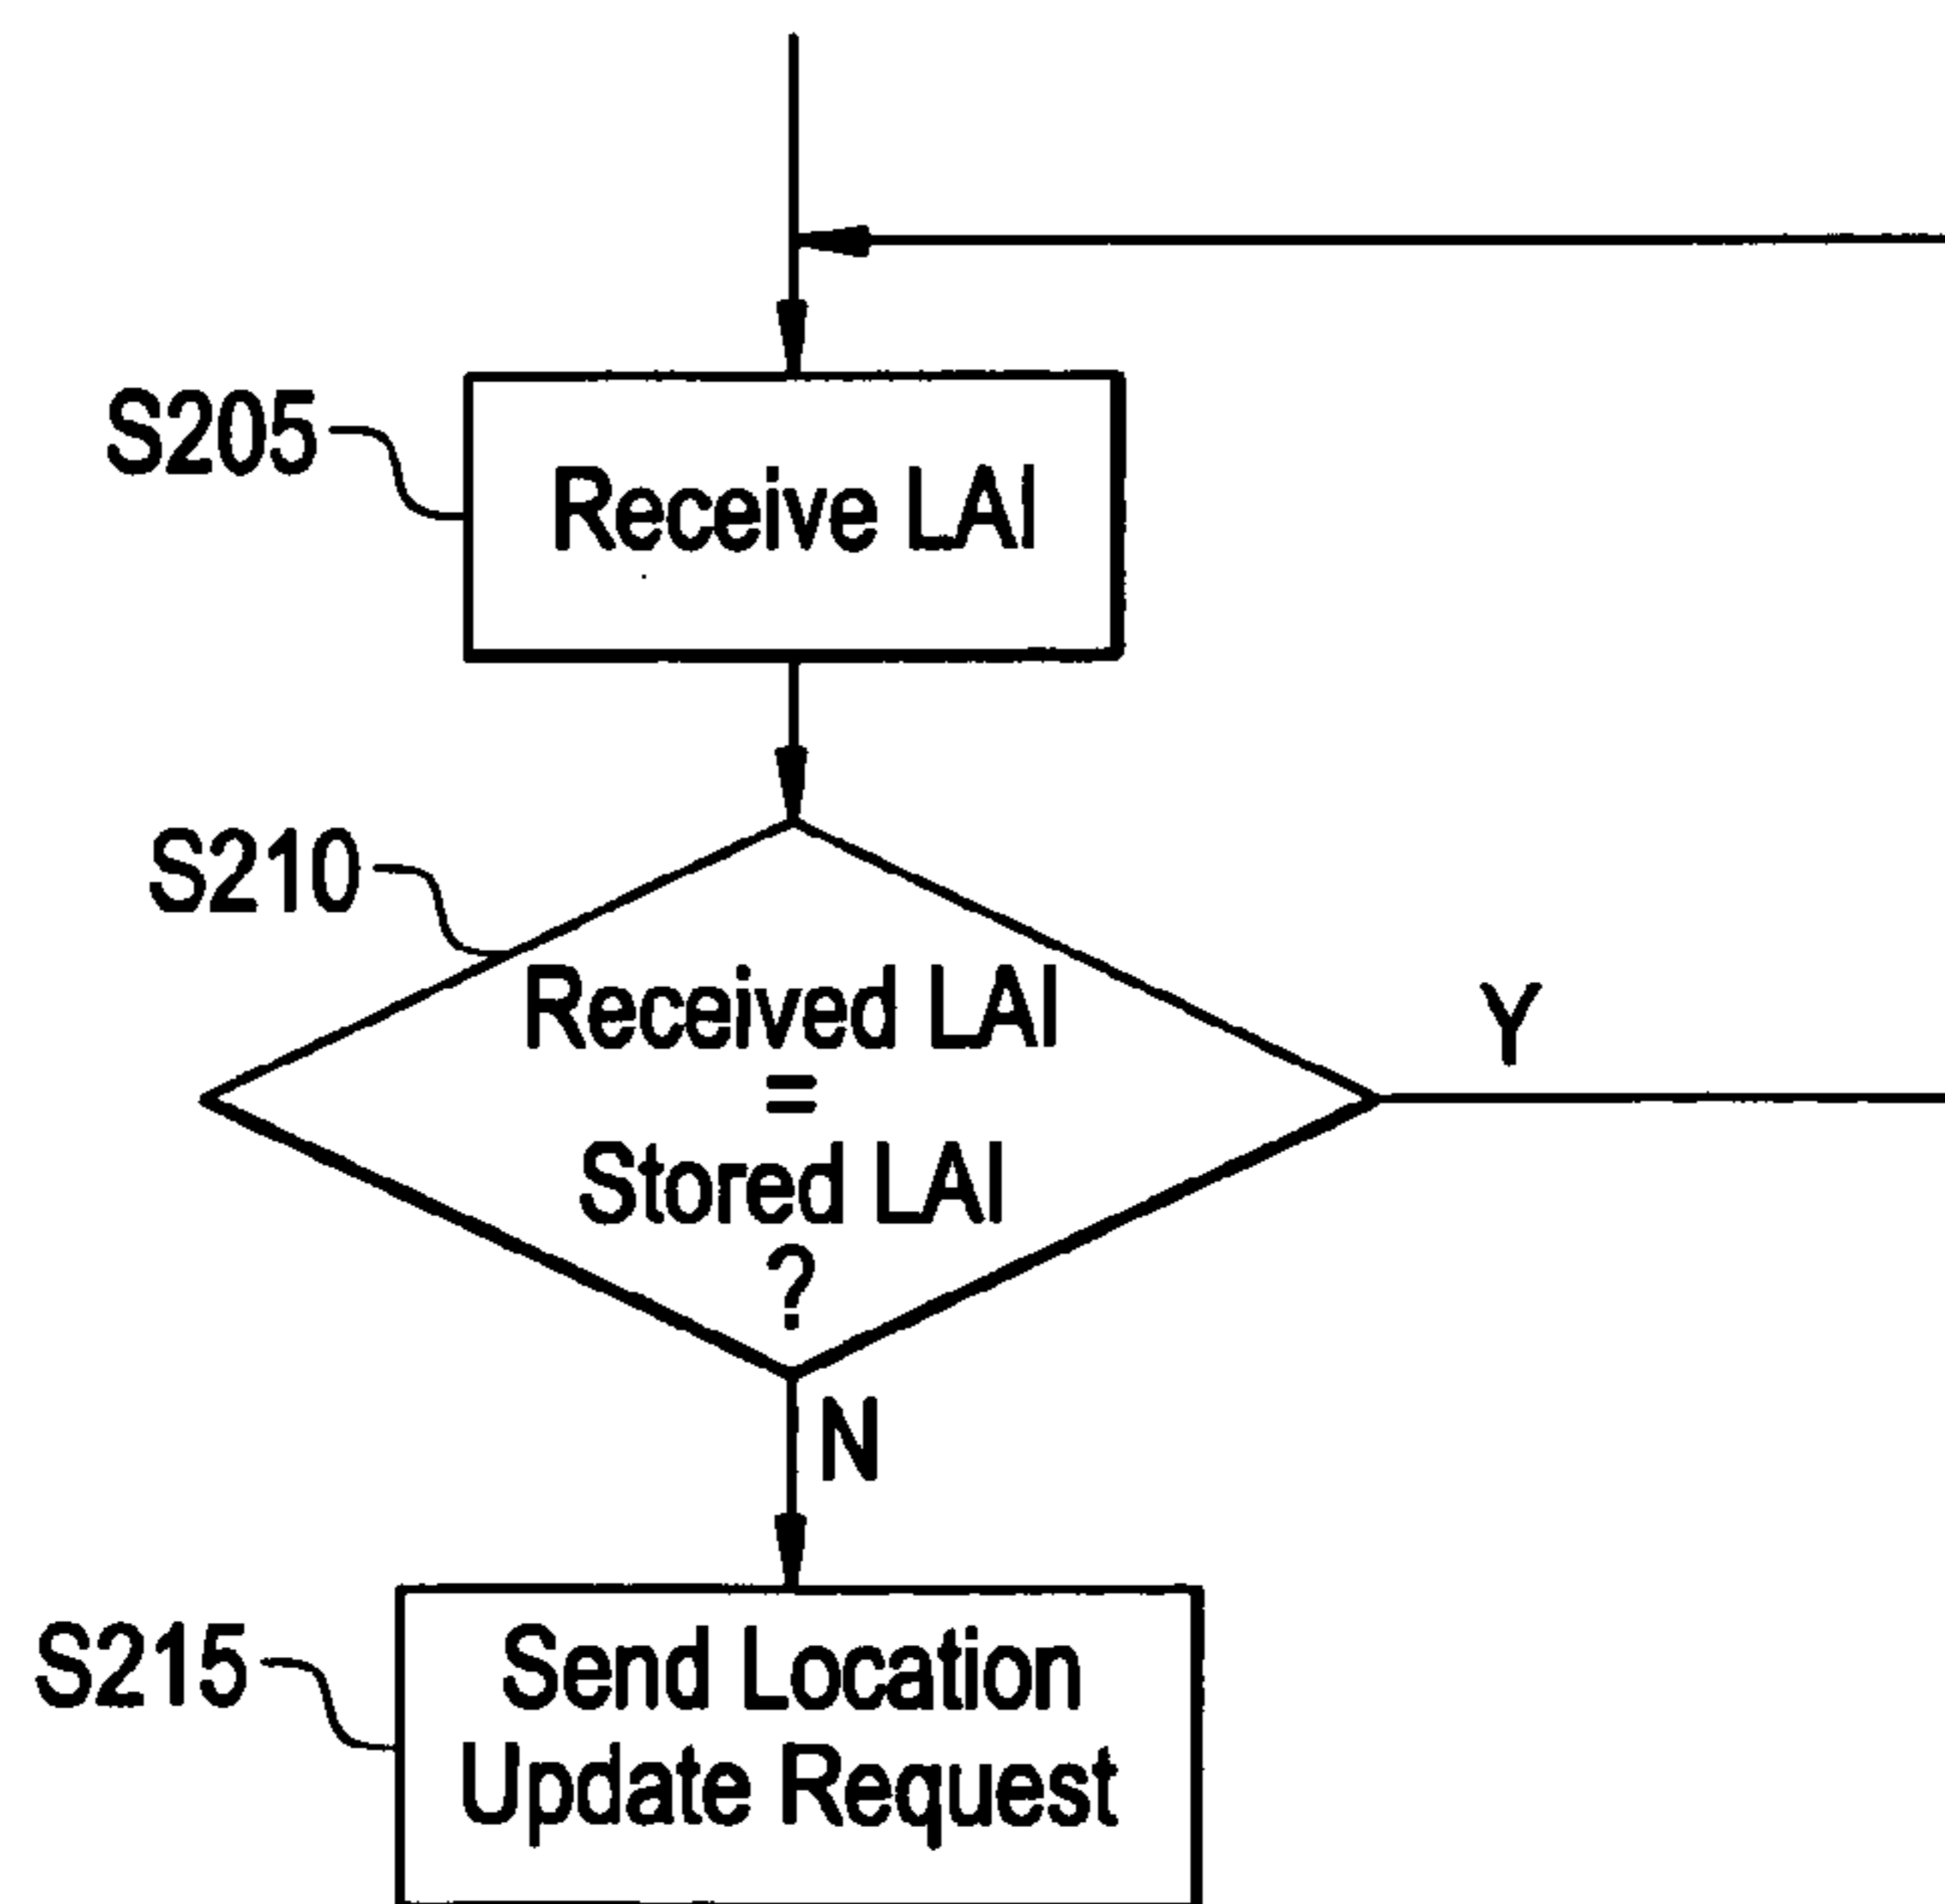 S205
Receive LAI
S210
Received LAI
=
Stored LAI
?
Y
N
S215
Send Location
Update Request